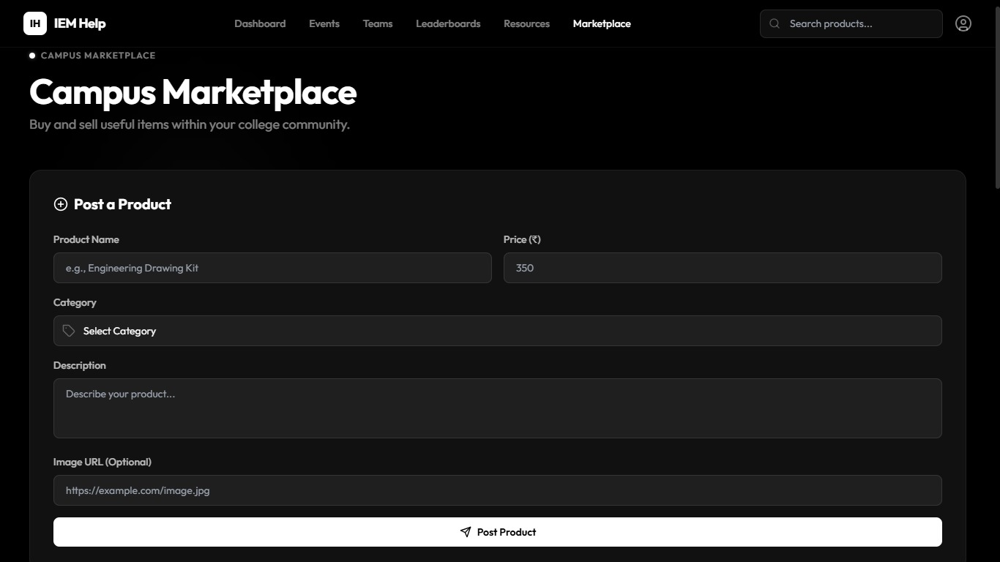 IH IEM Help Dashboard Events Teams Leaderboards Resources Marketplace Search products...
CAMPUS MARKETPLACE
Campus Marketplace
Buy and sell useful items within your college community.
Post a Product
Product Name Price (₹)
e.g., Engineering Drawing Kit 350
Category
Select Category
Description
Describe your product...
Image URL (Optional)
https://example.com/image.jpg
Post Product